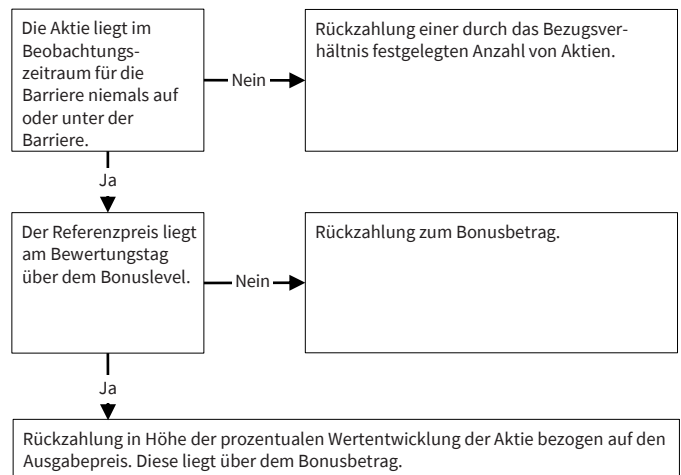 Die Aktie liegt im
Beobachtungs-
zeitraum für die
Barriere niemals auf
oder unter der
Barriere.
Nein
Rückzahlung einer durch das Bezugsver-
hältnis festgelegten Anzahl von Aktien.
Ja
Der Referenzpreis liegt
am Bewertungstag
über dem Bonuslevel.
Nein
Rückzahlung zum Bonusbetrag.
Ja
Rückzahlung in Höhe der prozentualen Wertentwicklung der Aktie bezogen auf den
Ausgabepreis. Diese liegt über dem Bonusbetrag.